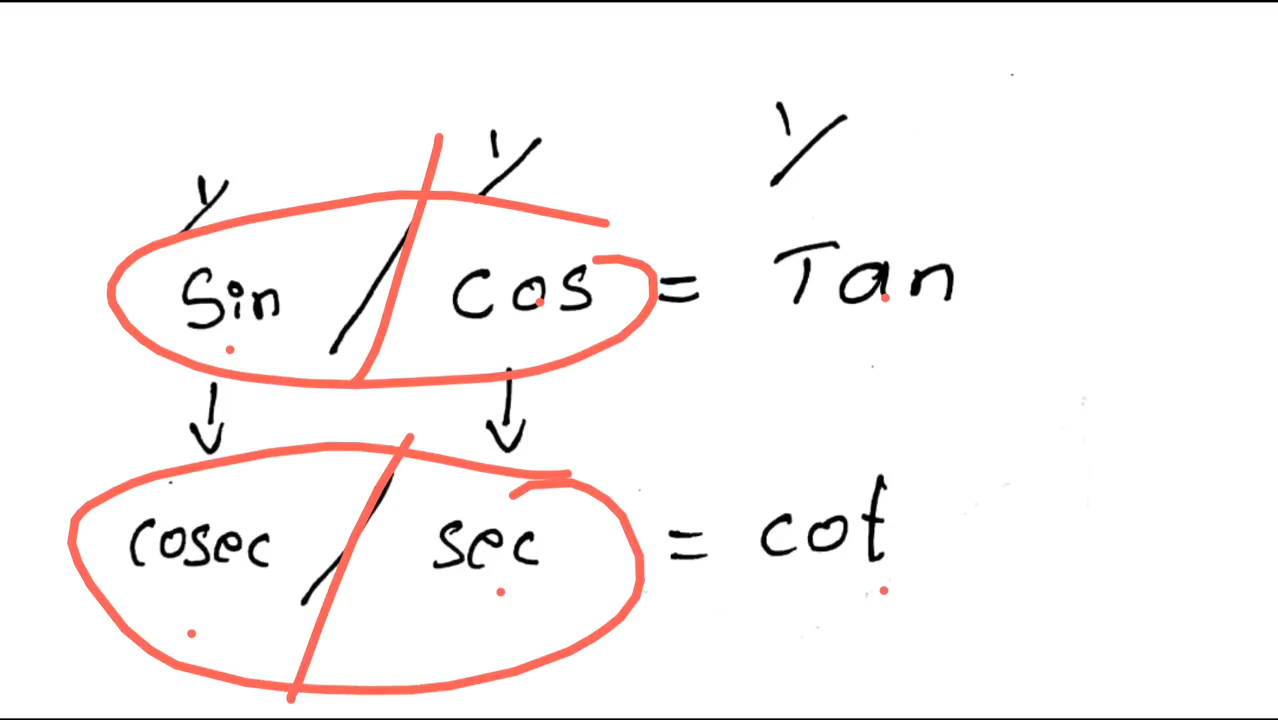 1/ 1/ 1/
Sin / cos = Tan
cosec / sec = cot